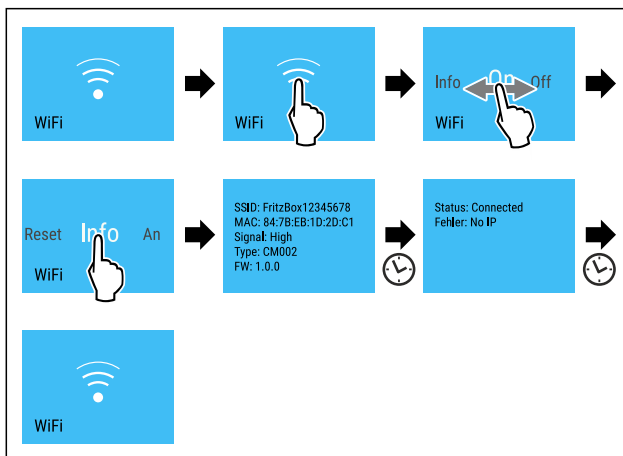 WiFi
WiFi
Info On Off
WiFi
Reset Info An
WiFi
SSID: FritzBox12345678
MAC: 84:7B:EB:1D:2D:C1
Signal: High
Type: CM002
FW: 1.0.0
Status: Connected
Fehler: No IP
WiFi